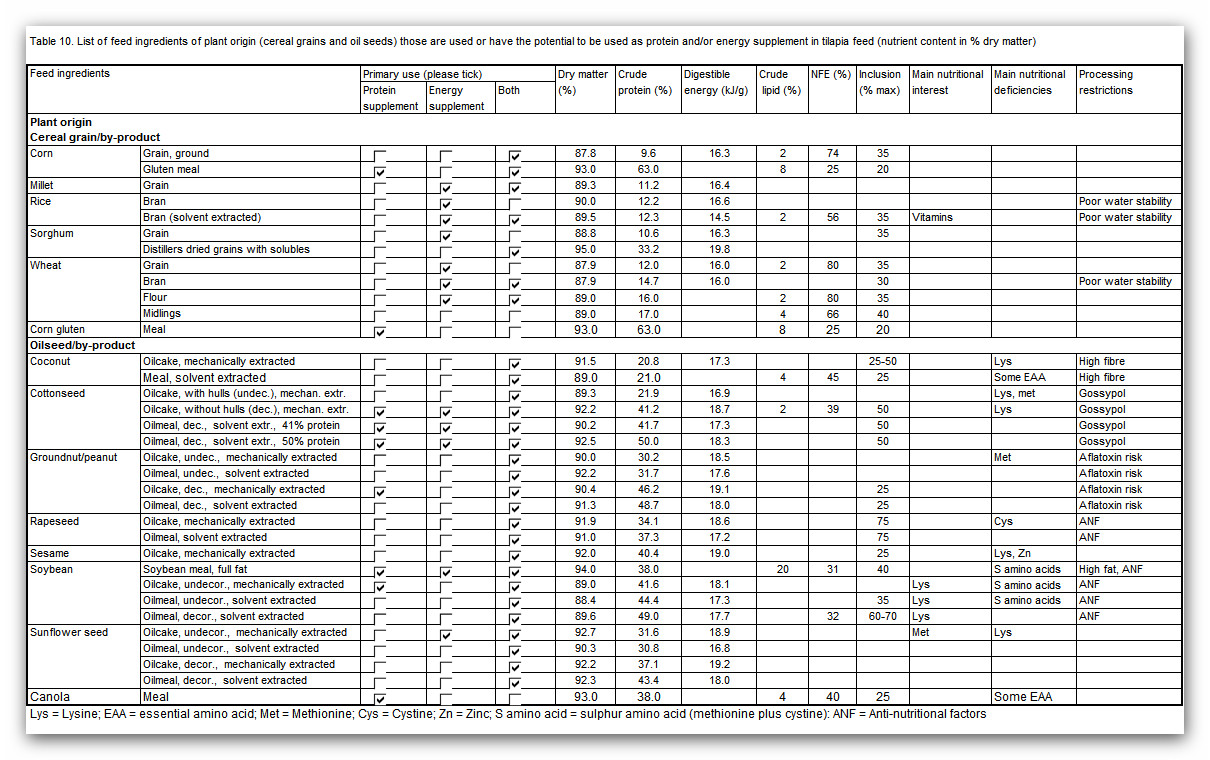 Table 10. List of feed ingredients of plant origin (cereal grains and oil seeds) those are used or have the potential to be used as protein and/or energy supplement in tilapia feed (nutrient content in % dry matter)
Feed ingredients Primary use (please tick) Dry matter Crude Digestible Crude NFE (%) Inclusion Main nutritional Main nutritional Processing
Protein Energy Both (%) protein (%) energy (kJ/g) lipid (%) (% max) interest deficiencies restrictions
supplement supplement
Plant origin
Cereal grain/by-product
Corn Grain, ground 87.8 9.6 16.3 2 74 35
Gluten meal 93.0 63.0 8 25 20
Millet Grain 89.3 11.2 16.4
Rice Bran 90.0 12.2 16.6 Poor water stability
Bran (solvent extracted) 89.5 12.3 14.5 2 56 35 Vitamins Poor water stability
Sorghum Grain 88.8 10.6 16.3 35
Distillers dried grains with solubles 95.0 33.2 19.8
Wheat Grain 87.9 12.0 16.0 2 80 35
Bran 87.9 14.7 16.0 30 Poor water stability
Flour 89.0 16.0 2 80 35
Midlings 89.0 17.0 4 66 40
Corn gluten Meal 93.0 63.0 8 25 20
Oilseed/by-product
Coconut Oilcake, mechanically extracted 91.5 20.8 17.3 25-50 Lys High fibre
Meal, solvent extracted 89.0 21.0 4 45 25 Some EAA High fibre
Cottonseed Oilcake, with hulls (undec.), mechan. extr. 89.3 21.9 16.9 Lys, met Gossypol
Oilcake, without hulls (dec.), mechan. extr. 92.2 41.2 18.7 2 39 50 Lys Gossypol
Oilmeal, dec., solvent extr., 41% protein 90.2 41.7 17.3 50 Gossypol
Oilmeal, dec., solvent extr., 50% protein 92.5 50.0 18.3 50 Gossypol
Groundnut/peanut Oilcake, undec., mechanically extracted 90.0 30.2 18.5 Met Aflatoxin risk
Oilmeal, undec., solvent extracted 92.2 31.7 17.6 Aflatoxin risk
Oilcake, dec., mechanically extracted 90.4 46.2 19.1 25 Aflatoxin risk
Oilmeal, dec., solvent extracted 91.3 48.7 18.0 25 Aflatoxin risk
Rapeseed Oilcake, mechanically extracted 91.9 34.1 18.6 75 Cys ANF
Oilmeal, solvent extracted 91.0 37.3 17.2 75 ANF
Sesame Oilcake, mechanically extracted 92.0 40.4 19.0 25 Lys, Zn
Soybean Soybean meal, full fat 94.0 38.0 20 31 40 S amino acids High fat, ANF
Oilcake, undecor., mechanically extracted 89.0 41.6 18.1 Lys S amino acids ANF
Oilmeal, undecor., solvent extracted 88.4 44.4 17.3 35 Lys S amino acids ANF
Oilmeal, decor., solvent extracted 89.6 49.0 17.7 32 60-70 Lys ANF
Sunflower seed Oilcake, undecor., mechanically extracted 92.7 31.6 18.9 Met Lys
Oilmeal, undecor., solvent extracted 90.3 30.8 16.8
Oilcake, decor., mechanically extracted 92.2 37.1 19.2
Oilmeal, decor., solvent extracted 92.3 43.4 18.0
Canola Meal 93.0 38.0 4 40 25 Some EAA
Lys = Lysine; EAA = essential amino acid; Met = Methionine; Cys = Cystine; Zn = Zinc; S amino acid = sulphur amino acid (methionine plus cystine): ANF = Anti-nutritional factors